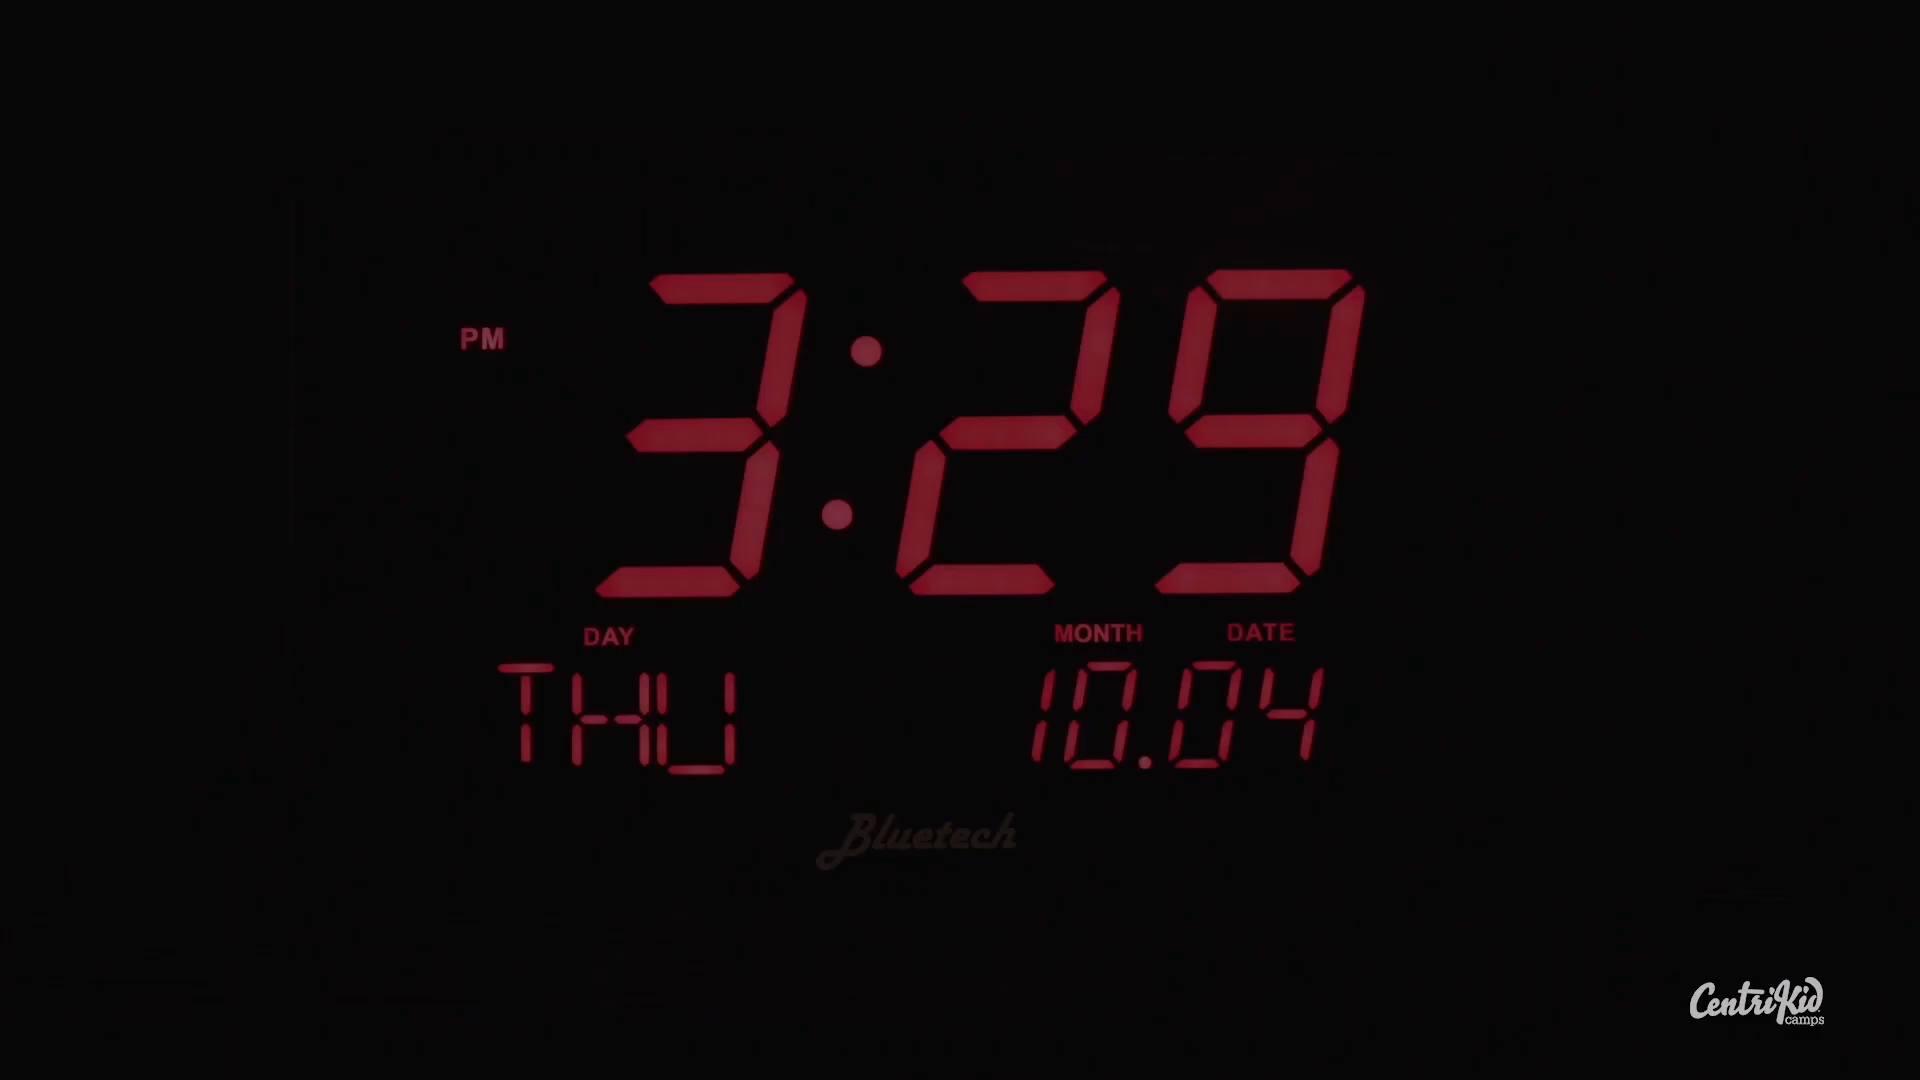 PM
3:29
DAY
MONTH DATE
THU
10.04
Bluetech
CentriKid
camps